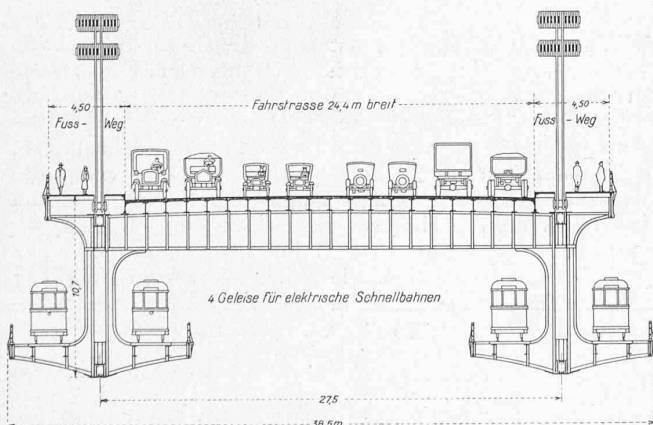 4,50
Fahrstrasse 24,4 m breit
4,50
Fuss - Weg
Fuss - Weg
10,7
4 Geleise für elektrische Schnellbahnen
27,5
38,5m